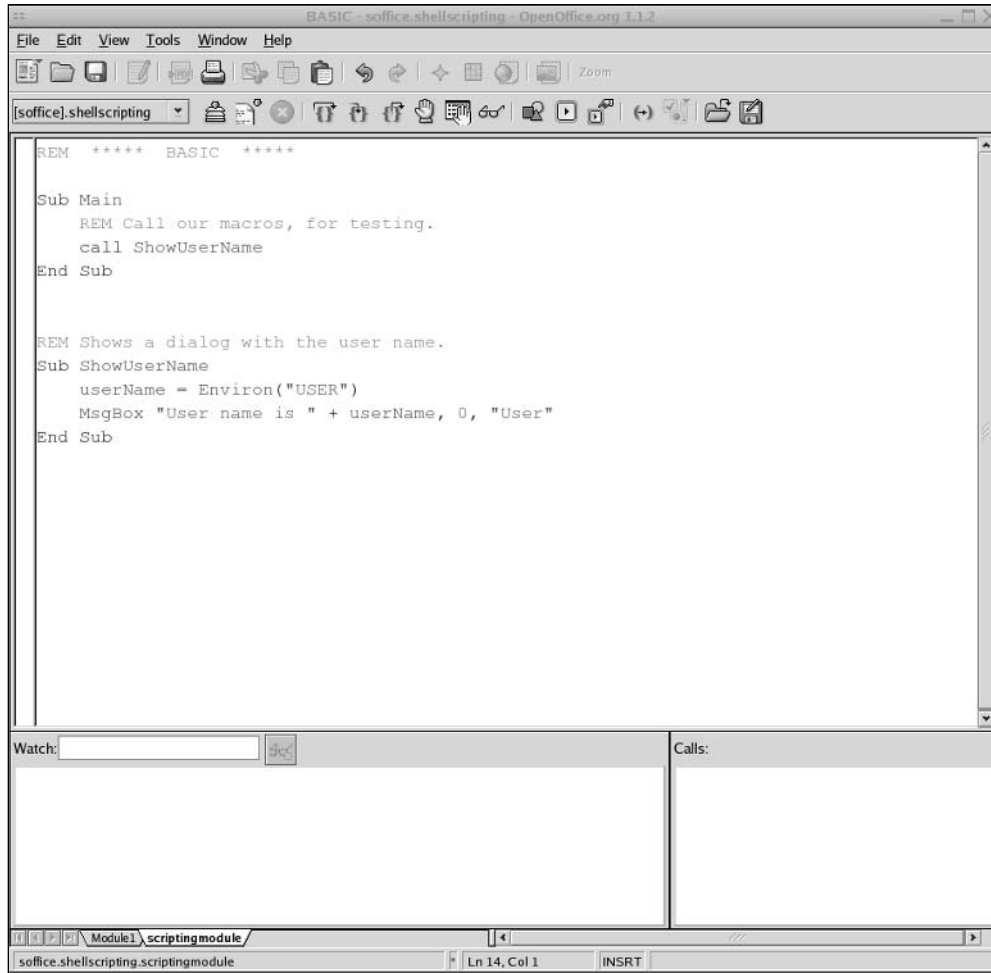 BASIC - soffice.shellscripting - OpenOffice.org 1.1.2
File Edit View Tools Window Help
Zoom
[soffice].shellscripting
REM ***** BASIC *****
Sub Main
REM Call our macros, for testing.
call ShowUserName
End Sub
REM Shows a dialog with the user name.
Sub ShowUserName
userName = Environ("USER")
MsgBox "User name is " + userName, 0, "User"
End Sub
Watch:
Calls:
Module1 scriptingmodule
soffice.shellscripting.scriptingmodule * Ln 14, Col 1 INSRT